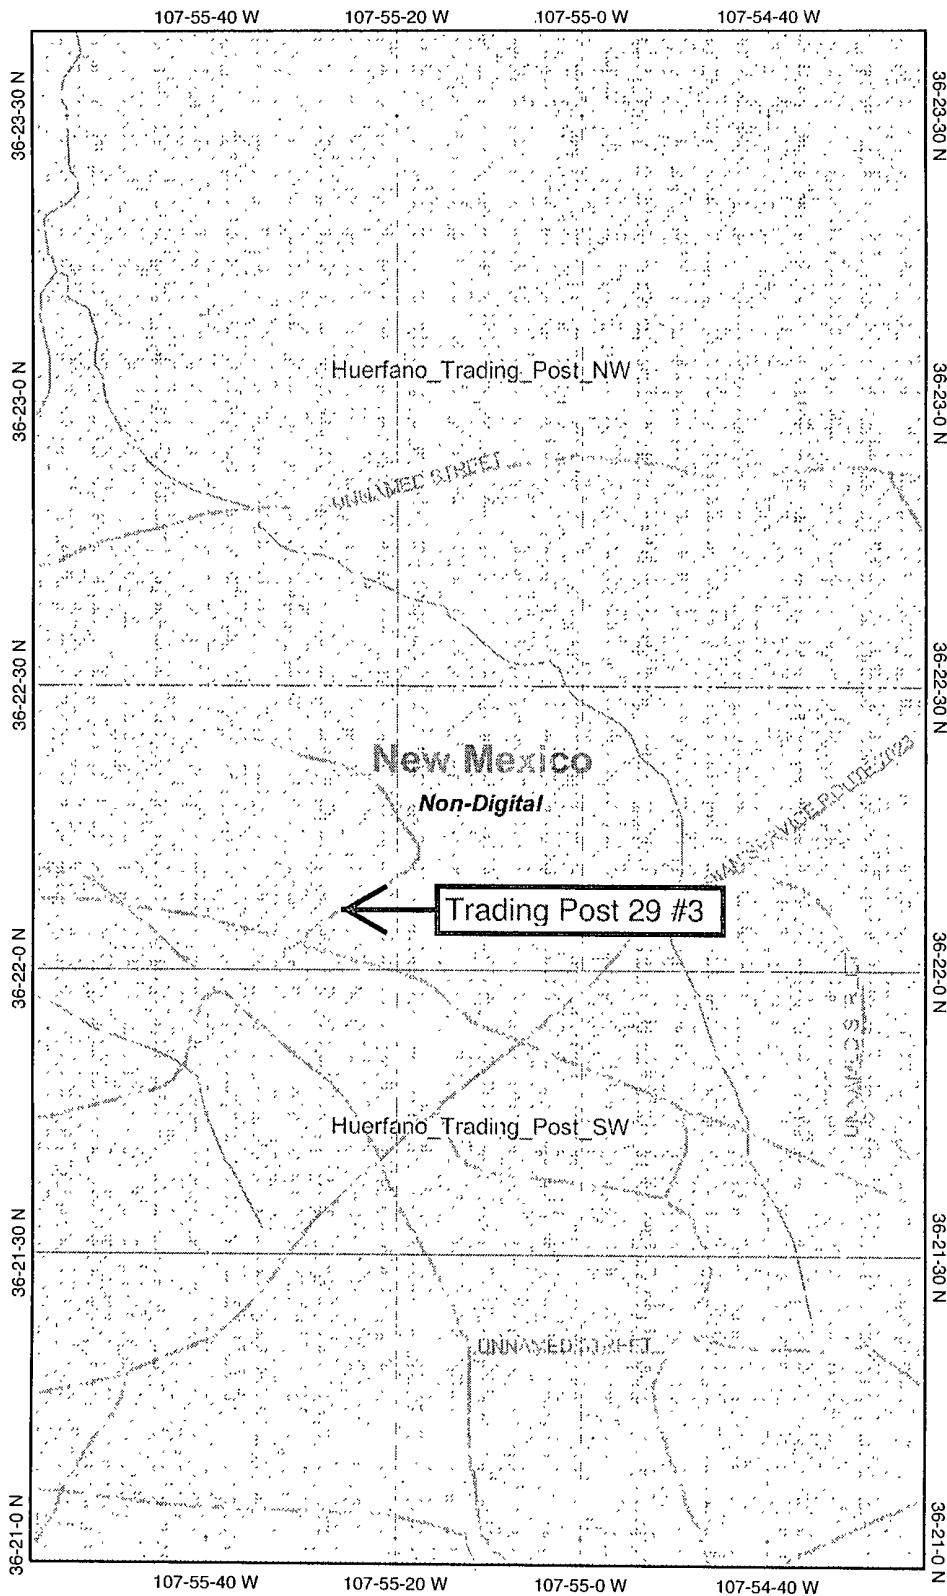 107-55-40 W 107-55-20 W 107-55-0 W 107-54-40 W
36-23-30 N 36-23-30 N
Huerfano_Trading_Post_NW
36-23-0 N 36-23-0 N
UNNAMED STREET
36-22-30 N 36-22-30 N
New Mexico
Non-Digital
SERVICE ROUTE 7023
Trading Post 29 #3
36-22-0 N 36-22-0 N
Huerfano_Trading_Post_SW
36-21-30 N 36-21-30 N
UNNAMED STREET
36-21-0 N 36-21-0 N
107-55-40 W 107-55-20 W 107-55-0 W 107-54-40 W